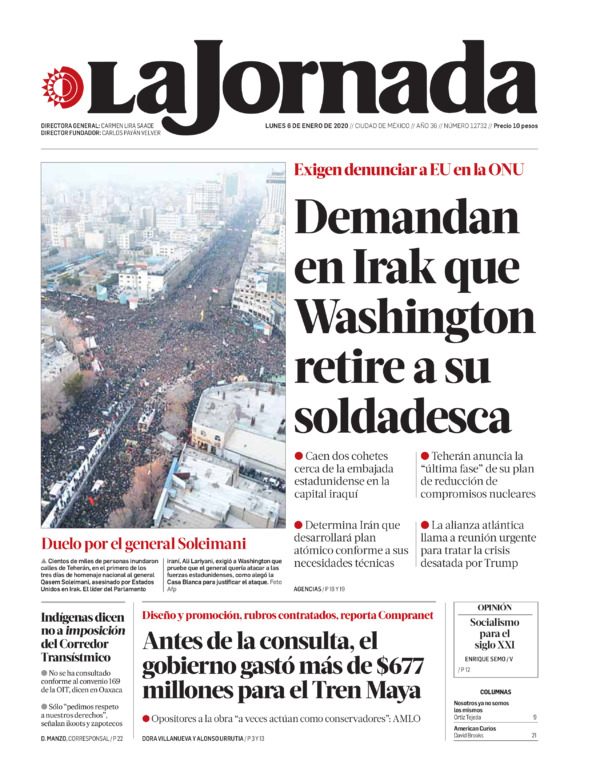 La Jornada
DIRECTORA GENERAL: CARMEN LIRA SAADE
DIRECTOR FUNDADOR: CARLOS PAYÁN VELVER
LUNES 6 DE ENERO DE 2020 // CIUDAD DE MÉXICO // AÑO 36 // NÚMERO 12732 // Precio 10 pesos
Exigen denunciar a EU en la ONU
Demandan
en Irak que
Washington
retire a su
soldadesca
● Caen dos cohetes
cerca de la embajada
estadunidense en la
capital iraquí
● Determina Irán que
desarrollará plan
atómico conforme a sus
necesidades técnicas
● Teherán anuncia la
“última fase” de su plan
de reducción de
compromisos nucleares
● La alianza atlántica
llama a reunión urgente
para tratar la crisis
desatada por Trump
AGENCIAS / P 18 Y 19
Duelo por el general Soleimani
▲ Cientos de miles de personas inundaron
calles de Teherán, en el primero de los
tres días de homenaje nacional al general
Qasem Soleimani, asesinado por Estados
Unidos en Irak. El líder del Parlamento
iraní, Ali Lariyani, exigió a Washington que
pruebe que el general quería atacar a las
fuerzas estadunidenses, como alegó la
Casa Blanca para justificar el ataque. Foto
Afp
Indígenas dicen
no a imposición
del Corredor
Transístmico
● No se ha consultado
conforme al convenio 169
de la OIT, dicen en Oaxaca
● Sólo “pedimos respeto
a nuestros derechos”,
señalan ikoots y zapotecos
D. MANZO, CORRESPONSAL / P 22
Diseño y promoción, rubros contratados, reporta Compranet
Antes de la consulta, el
gobierno gastó más de $677
millones para el Tren Maya
● Opositores a la obra “a veces actúan como conservadores”: AMLO
DORA VILLANUEVA Y ALONSO URRUTIA / P 3 Y 13
OPINIÓN
Socialismo
para el
siglo XXI
ENRIQUE SEMO / V
/ P 12
COLUMNAS
Nosotros ya no somos
los mismos
Ortiz Tejeda 9
American Curios
David Brooks 21